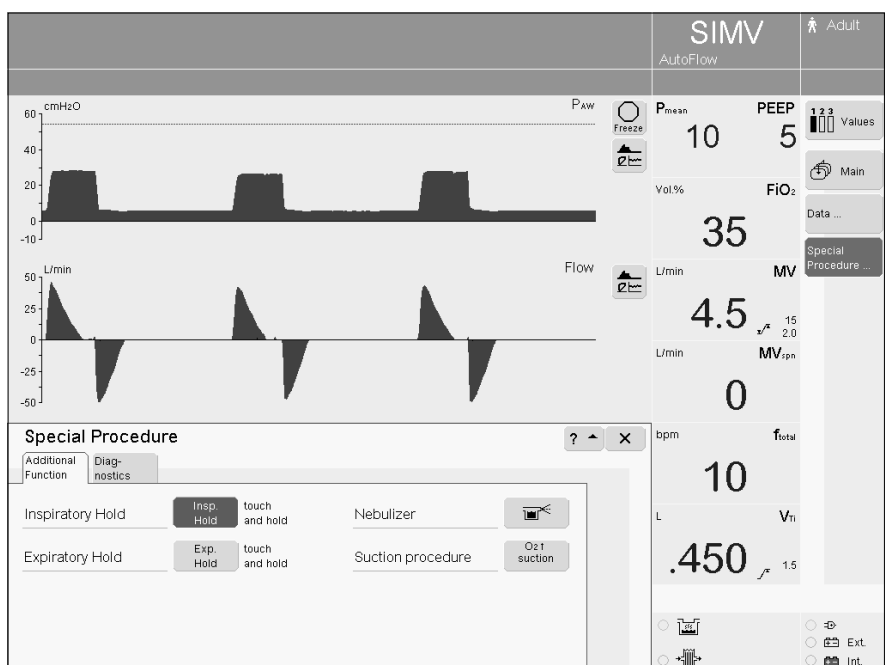 SIMV
AutoFlow
Adult
cmH2O
PAW
60
40
20
0
-10
Freeze
L/min
Flow
50
25
0
-25
-50
Pmean PEEP
10 5
Vol.% FiO2
35
L/min MV
4.5 15
2.0
L/min MVspn
0
bpm ftotal
10
L VTi
.450 1.5
1 2 3
Values
Main
Data ...
Special
Procedure ...
Special Procedure
? ×
Additional
Function
Diag-
nostics
Inspiratory Hold
Insp.
Hold
touch
and hold
Nebulizer
Expiratory Hold
Exp.
Hold
touch
and hold
Suction procedure
O2↑
suction
Ext.
Int.